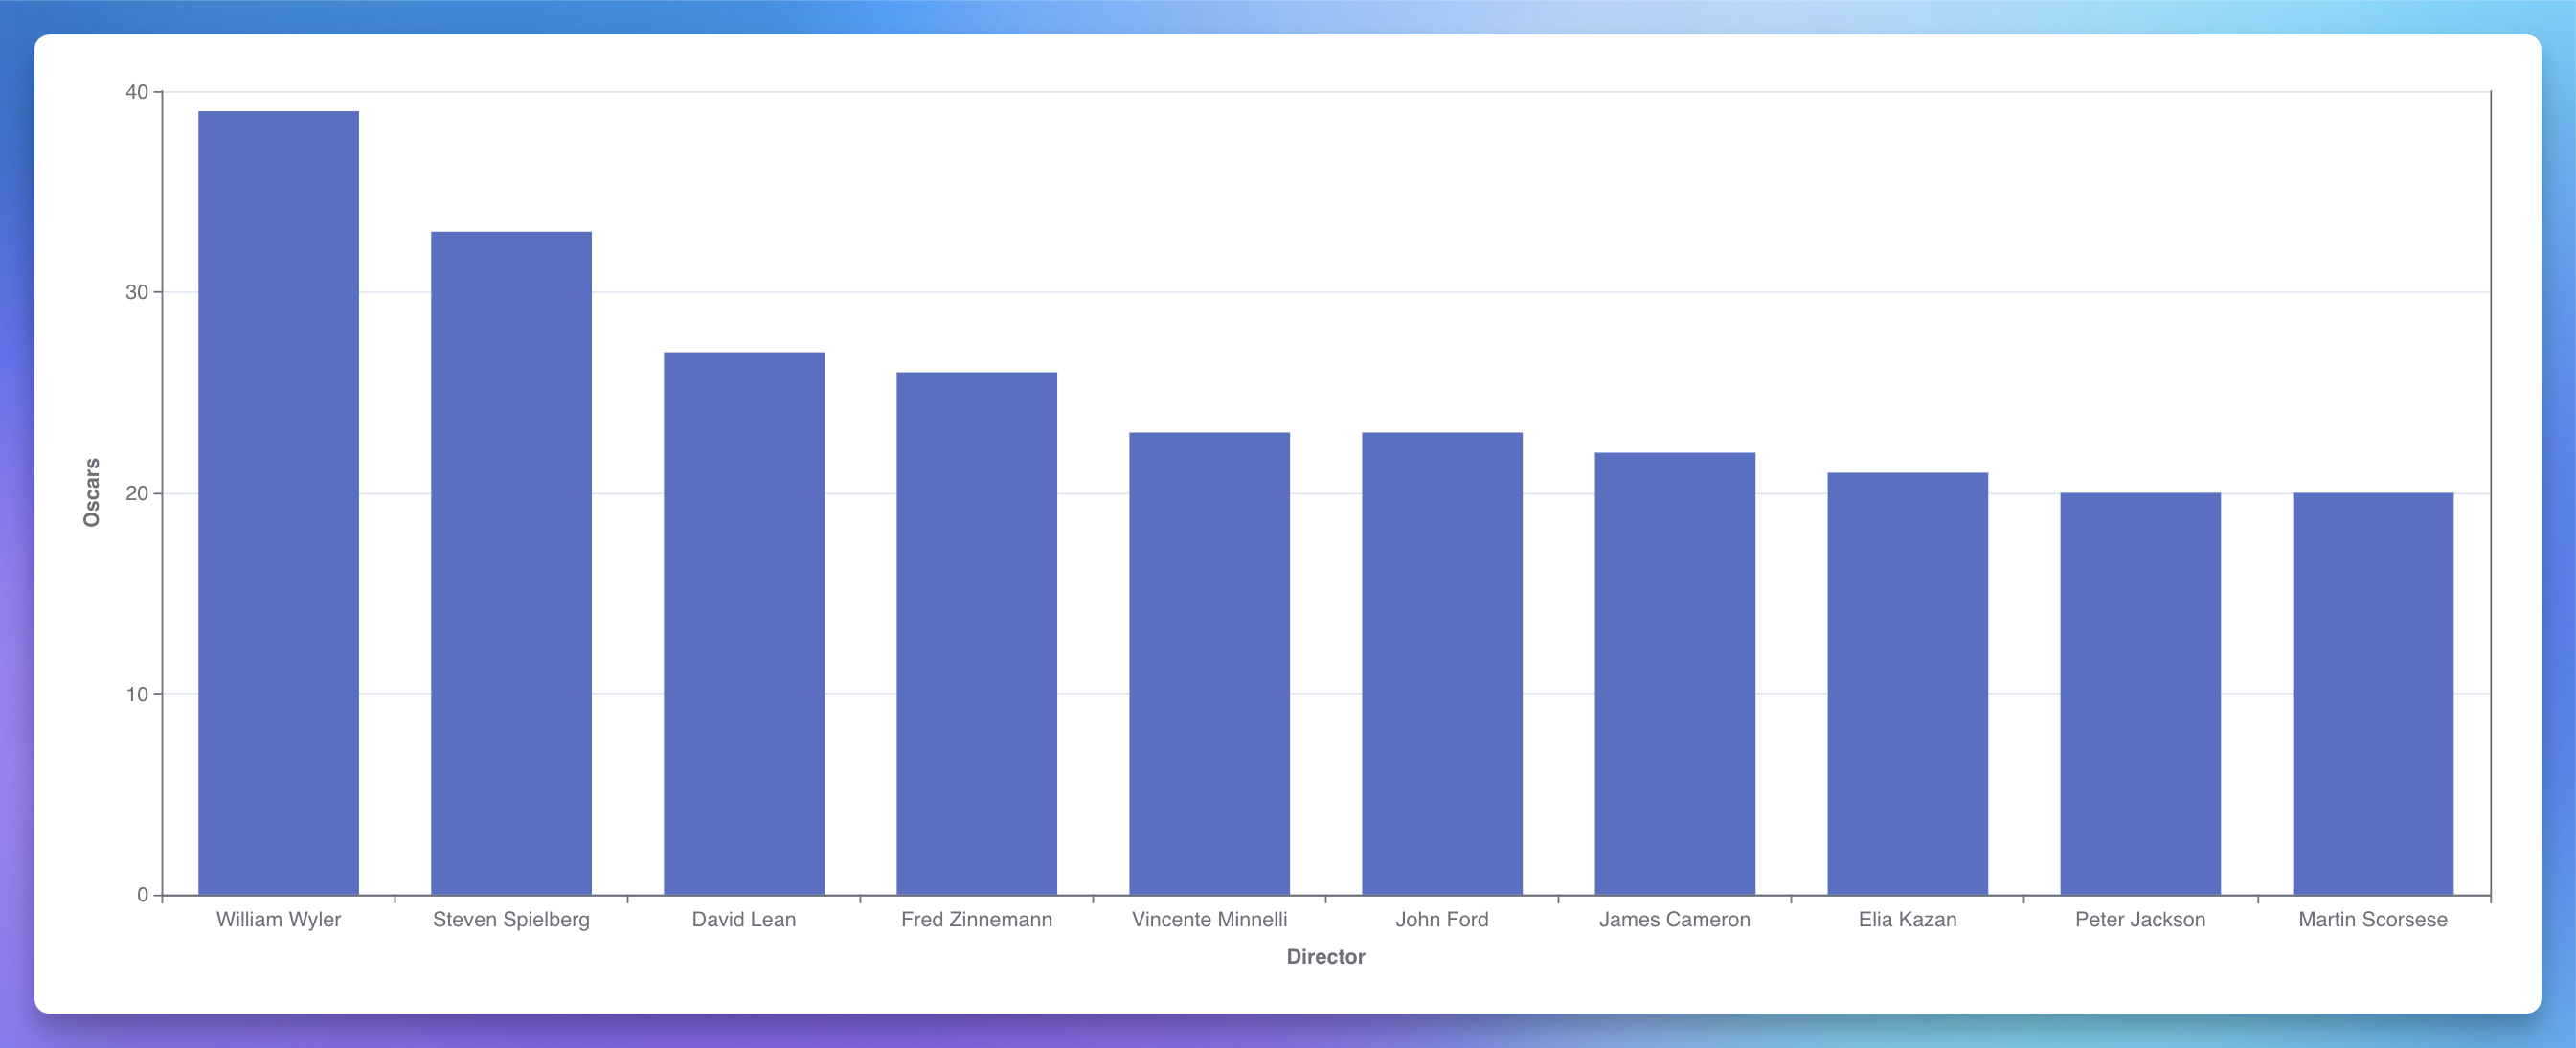 40
30
20
10
0
Oscars
William Wyler
Steven Spielberg
David Lean
Fred Zinnemann
Vincente Minnelli
John Ford
James Cameron
Elia Kazan
Peter Jackson
Martin Scorsese
Director